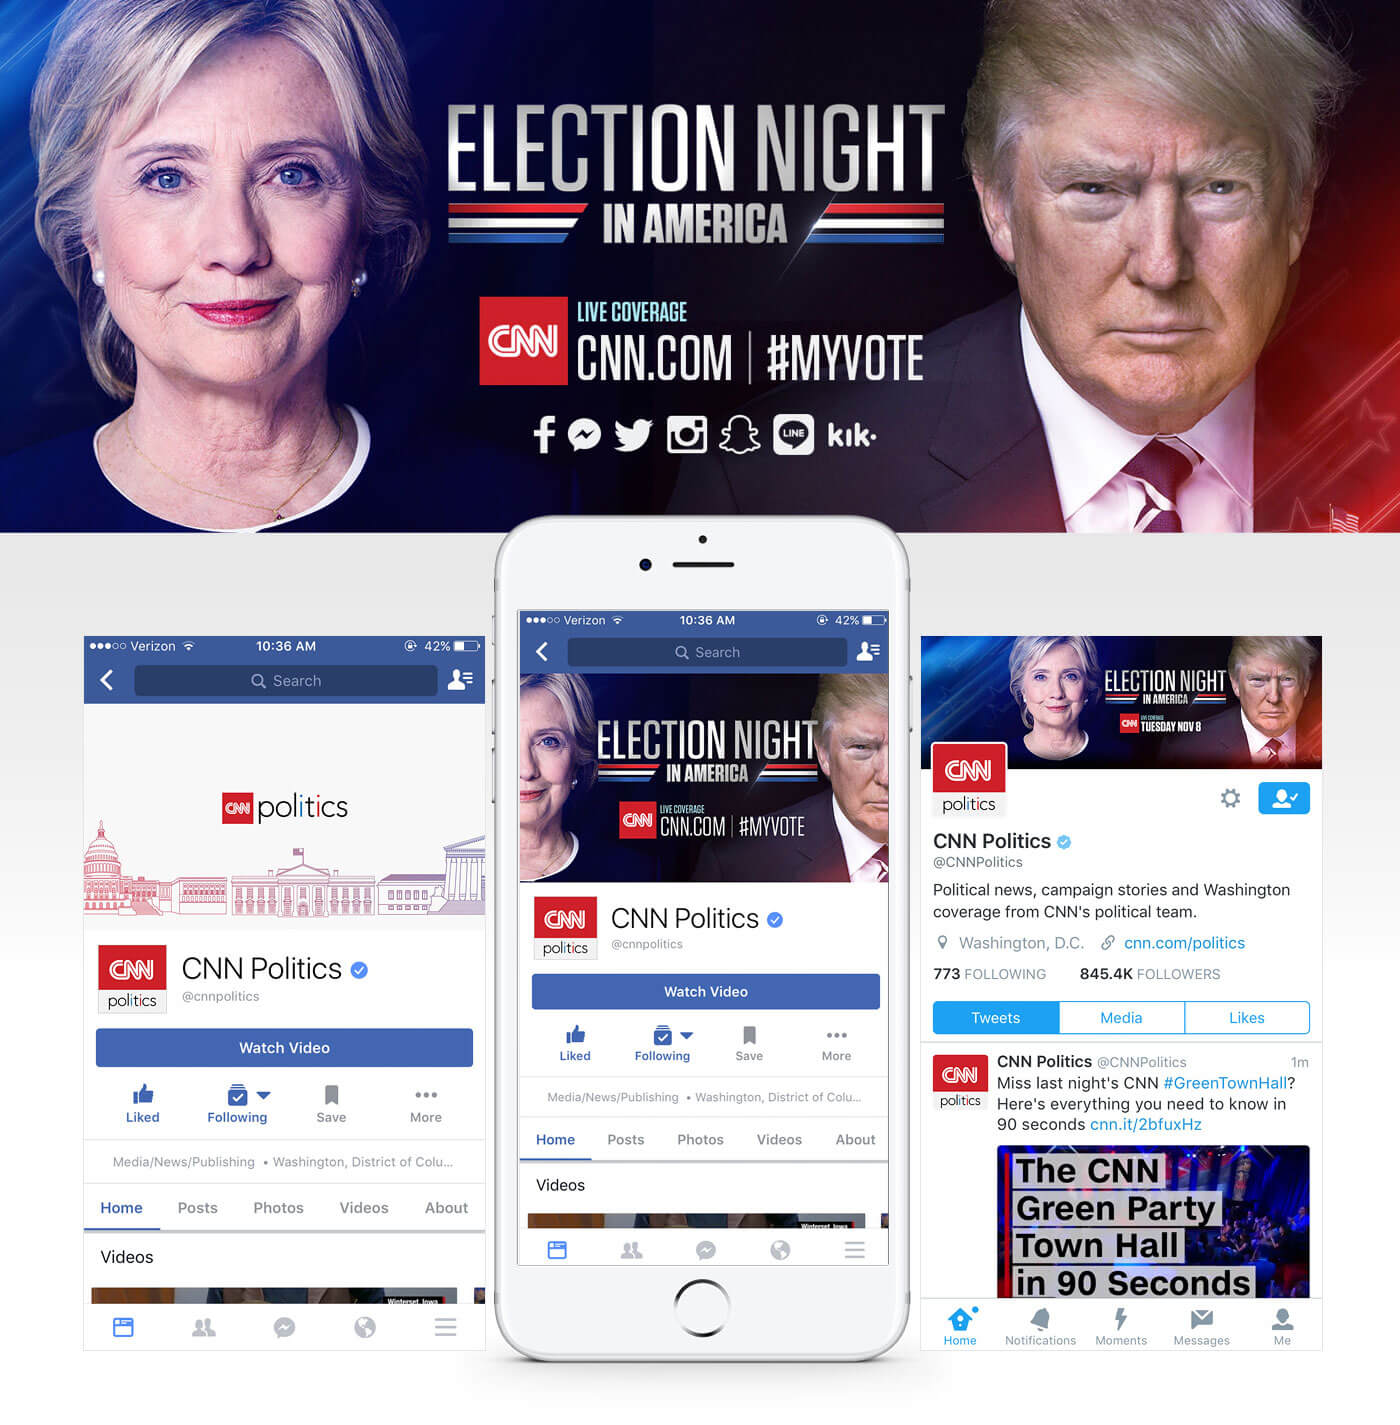 ELECTION NIGHT
IN AMERICA
CNN
LIVE COVERAGE
CNN.COM | #MYVOTE
LINE
kik·
Verizon
10:36 AM
42%
Search
CNN politics
CNN
politics
CNN Politics
@cnnpolitics
Watch Video
Liked
Following
Save
More
Media/News/Publishing • Washington, District of Colu...
Home
Posts
Photos
Videos
About
Videos
Winterset, Iowa
Verizon
10:36 AM
42%
Search
ELECTION NIGHT
IN AMERICA
CNN
LIVE COVERAGE
CNN.COM | #MYVOTE
CNN
politics
CNN Politics
@cnnpolitics
Watch Video
Liked
Following
Save
More
Media/News/Publishing • Washington, District of Colu...
Home
Posts
Photos
Videos
About
Videos
Winterset, Iowa
ELECTION NIGHT
IN AMERICA
CNN
LIVE COVERAGE
TUESDAY NOV 8
CNN
politics
CNN Politics
@CNNPolitics
Political news, campaign stories and Washington
coverage from CNN's political team.
Washington, D.C. cnn.com/politics
773 FOLLOWING 845.4K FOLLOWERS
Tweets
Media
Likes
CNN
politics
CNN Politics @CNNPolitics 1m
Miss last night's CNN #GreenTownHall?
Here's everything you need to know in
90 seconds cnn.it/2bfuxHz
The CNN
Green Party
Town Hall
in 90 Seconds
Home
Notifications
Moments
Messages
Me